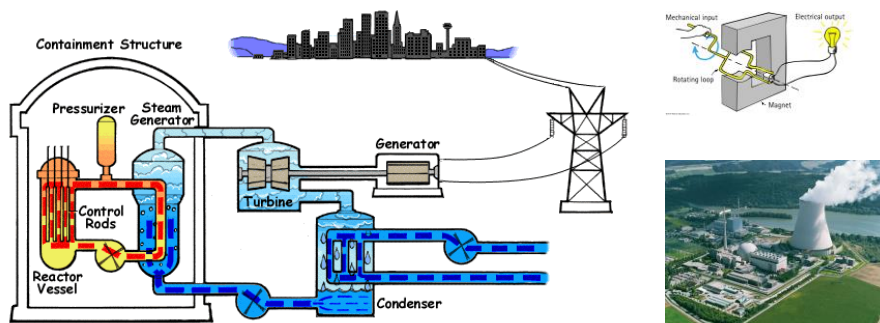 Containment Structure
Pressurizer
Steam
Generator
Control
Rods
Reactor
Vessel
Turbine
Generator
Condenser
Mechanical input
Electrical output
Rotating loop
Magnet